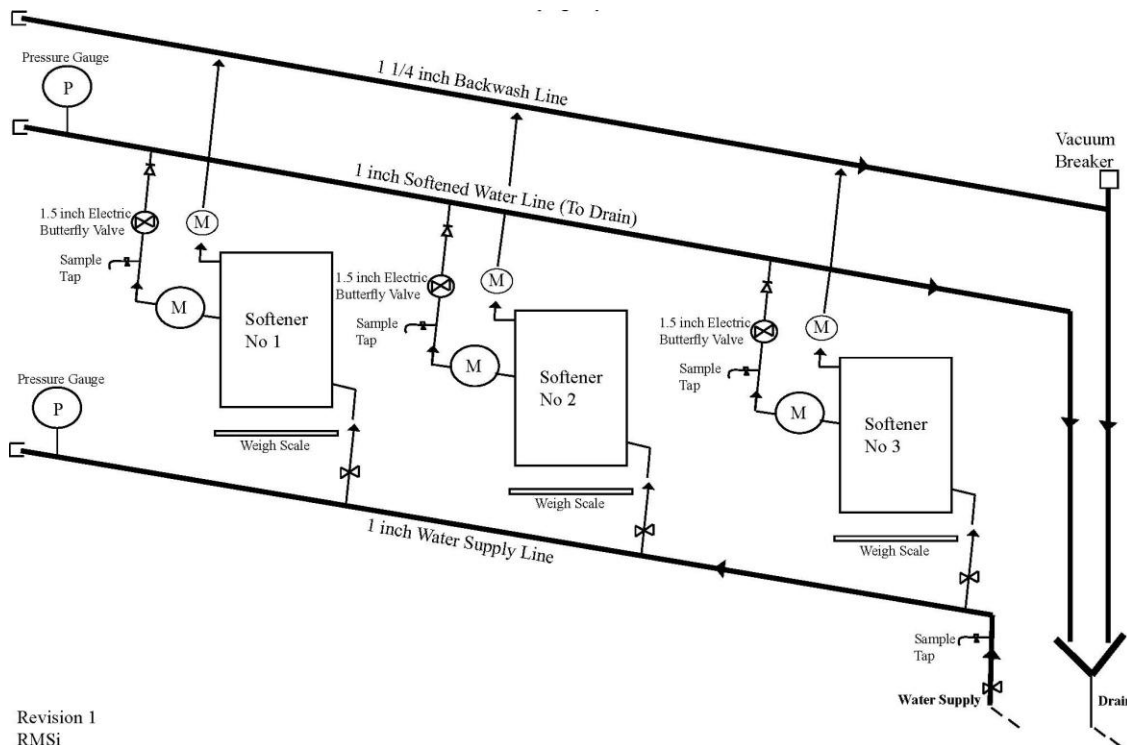 Pressure Gauge
P
1 1/4 inch Backwash Line
Vacuum
Breaker
1 inch Softened Water Line (To Drain)
1.5 inch Electric
Butterfly Valve
M
Sample
Tap
M
Softener
No 1
1.5 inch Electric
Butterfly Valve
M
Sample
Tap
M
Softener
No 2
1.5 inch Electric
Butterfly Valve
M
Sample
Tap
M
Softener
No 3
Pressure Gauge
P
Weigh Scale
Weigh Scale
Weigh Scale
1 inch Water Supply Line
Sample
Tap
Water Supply
Drain
Revision 1
RMSi